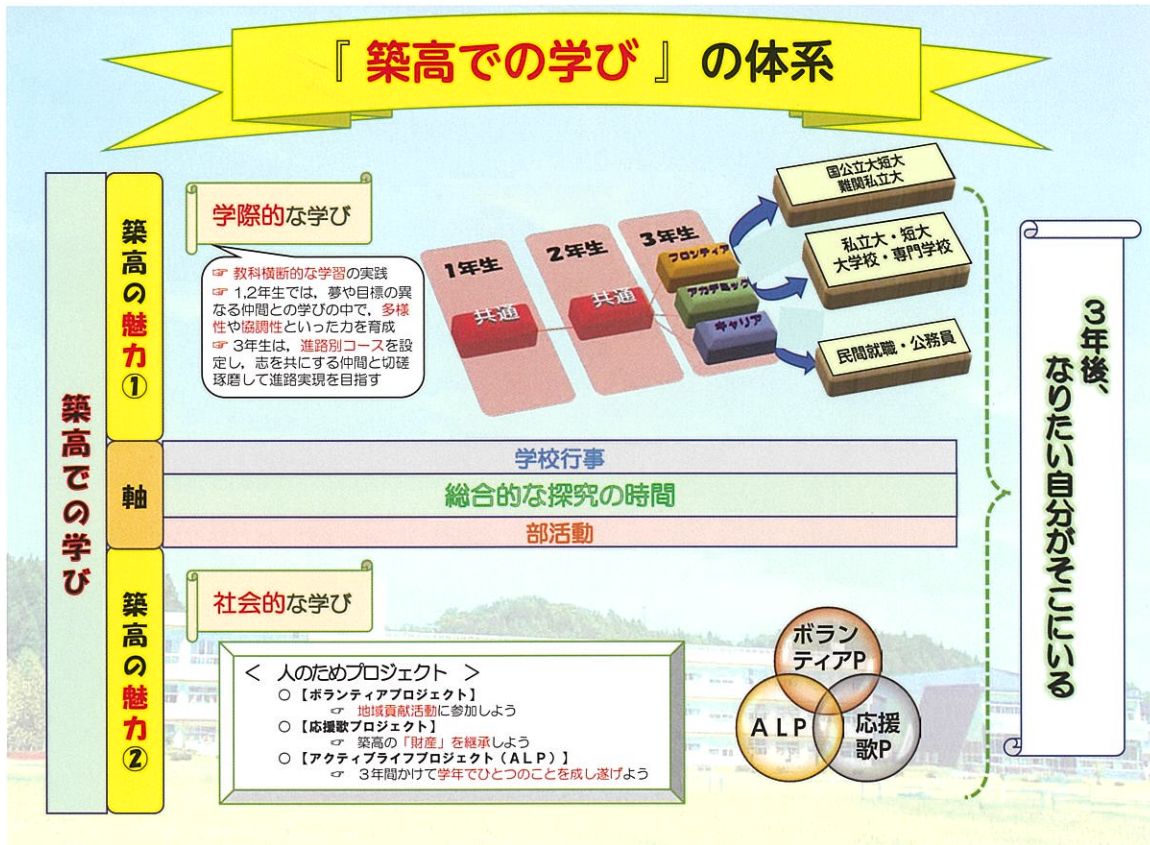 『 築高での学び 』 の体系
築高での学び
築高の魅力①
学際的な学び
☞ 教科横断的な学習の実践
☞ 1,2年生では，夢や目標の異
なる仲間との学びの中で，多様
性や協調性といった力を育成
☞ 3年生は，進路別コースを設
定し，志を共にする仲間と切磋
琢磨して進路実現を目指す
1年生
共通
2年生
共通
3年生
フロンティア
アカデミック
キャリア
国公立大短大
難関私立大
私立大・短大
大学校・専門学校
民間就職・公務員
軸
学校行事
総合的な探究の時間
部活動
築高の魅力②
社会的な学び
＜ 人のためプロジェクト ＞
○【ボランティアプロジェクト】
☞ 地域貢献活動に参加しよう
○【応援歌プロジェクト】
☞ 築高の「財産」を継承しよう
○【アクティブライフプロジェクト（ALP）】
☞ 3年間かけて学年でひとつのことを成し遂げよう
ボラン
ティアP
ALP
応援
歌P
3年後、
なりたい自分がそこにいる